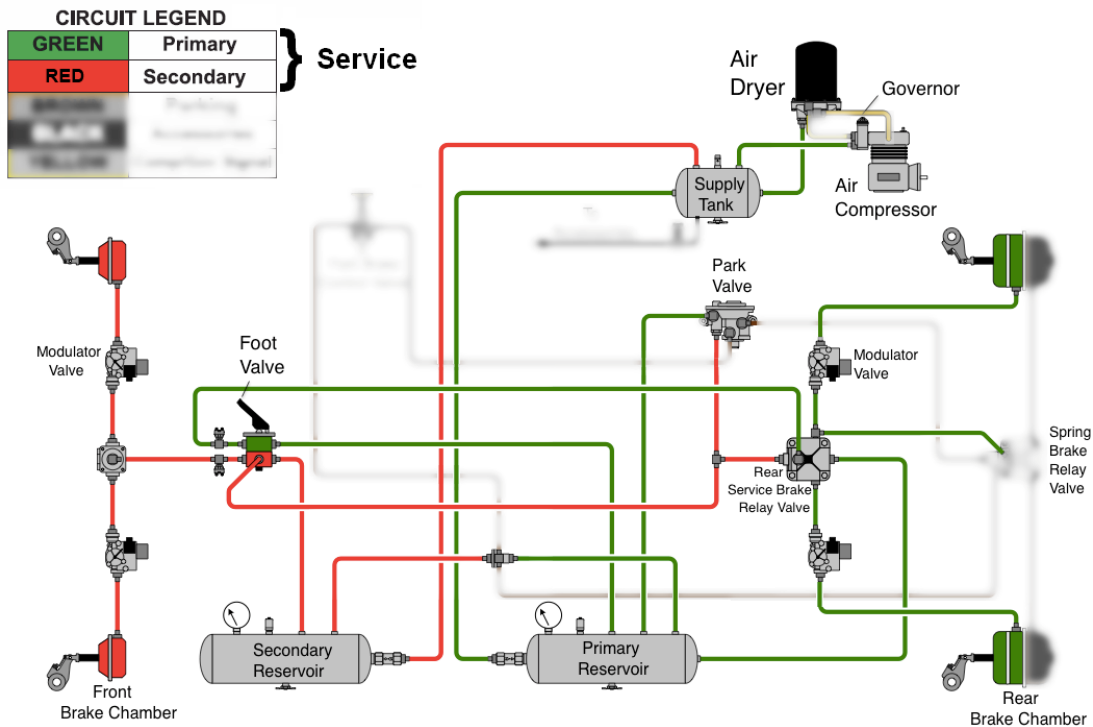 CIRCUIT LEGEND
GREEN Primary
RED Secondary
Service
Air
Dryer
Governor
Supply
Tank
Air
Compressor
Park
Valve
Modulator
Valve
Foot
Valve
Modulator
Valve
Spring
Brake
Relay
Valve
Rear
Service Brake
Relay Valve
Secondary
Reservoir
Primary
Reservoir
Front
Brake Chamber
Rear
Brake Chamber